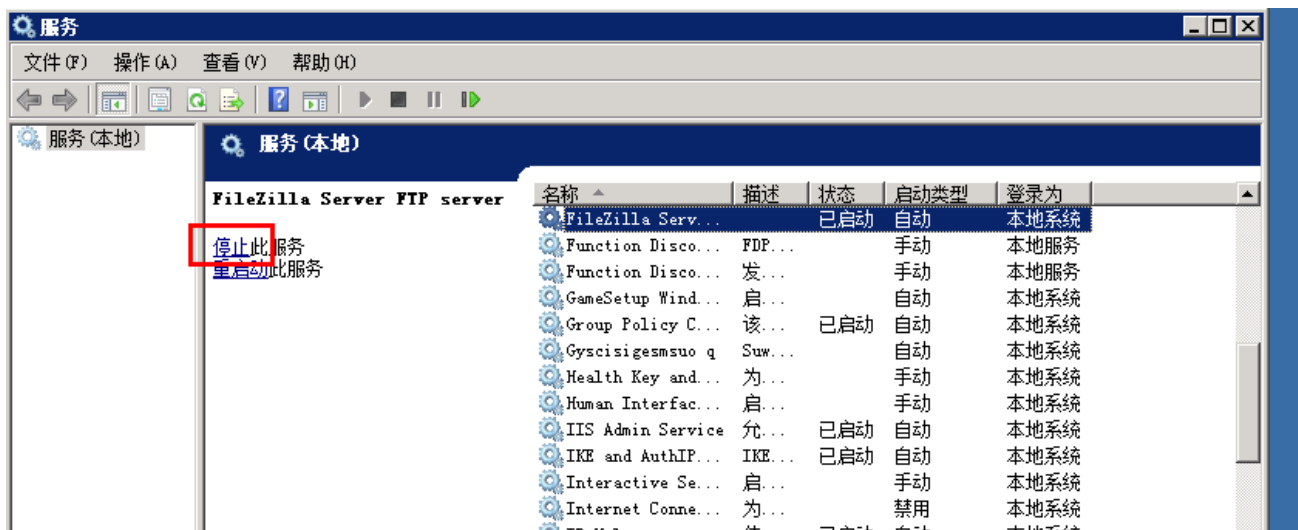 服务
文件(F) 操作(A) 查看(V) 帮助(H)
服务(本地)
服务(本地)
FileZilla Server FTP server
停止此服务
重启动此服务
名称 描述 状态 启动类型 登录为
FileZilla Serv... 已启动 自动 本地系统
Function Disco... FDP... 手动 本地服务
Function Disco... 发... 手动 本地服务
GameSetup Wind... 启... 自动 本地系统
Group Policy C... 该... 已启动 自动 本地系统
Gyscisigesmsuo q Suw... 自动 本地系统
Health Key and... 为... 手动 本地系统
Human Interfac... 启... 手动 本地系统
IIS Admin Service 允... 已启动 自动 本地系统
IKE and AuthIP... IKE... 已启动 自动 本地系统
Interactive Se... 启... 手动 本地系统
Internet Conne... 为... 禁用 本地系统